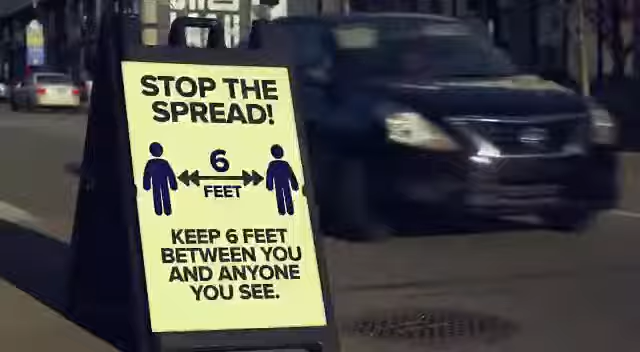 STOP THE
SPREAD!
6
FEET
KEEP 6 FEET
BETWEEN YOU
AND ANYONE
YOU SEE.